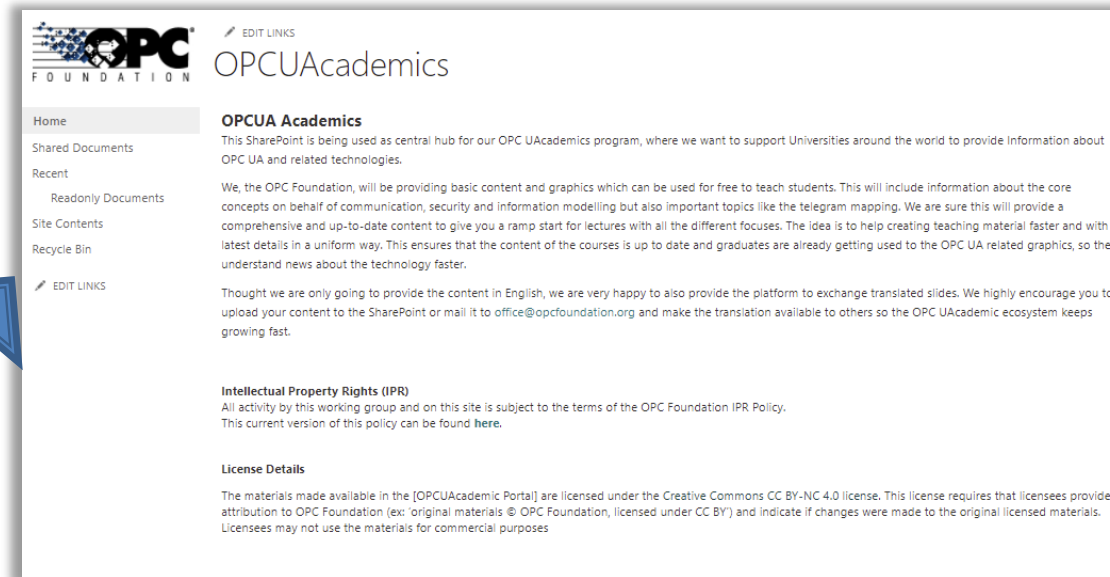 OPC
FOUNDATION
EDIT LINKS
OPCUAcademics
Home
Shared Documents
Recent
Readonly Documents
Site Contents
Recycle Bin
EDIT LINKS
OPCUA Academics
This SharePoint is being used as central hub for our OPC UAcademics program, where we want to support Universities around the world to provide Information about
OPC UA and related technologies.
We, the OPC Foundation, will be providing basic content and graphics which can be used for free to teach students. This will include information about the core
concepts on behalf of communication, security and information modelling but also important topics like the telegram mapping. We are sure this will provide a
comprehensive and up-to-date content to give you a ramp start for lectures with all the different focuses. The idea is to help creating teaching material faster and with
latest details in a uniform way. This ensures that the content of the courses is up to date and graduates are already getting used to the OPC UA related graphics, so the
understand news about the technology faster.
Thought we are only going to provide the content in English, we are very happy to also provide the platform to exchange translated slides. We highly encourage you to
upload your content to the SharePoint or mail it to office@opcfoundation.org and make the translation available to others so the OPC UAcademic ecosystem keeps
growing fast.
Intellectual Property Rights (IPR)
All activity by this working group and on this site is subject to the terms of the OPC Foundation IPR Policy.
This current version of this policy can be found here.
License Details
The materials made available in the [OPCUAcademic Portal] are licensed under the Creative Commons CC BY-NC 4.0 license. This license requires that licensees provide
attribution to OPC Foundation (ex: 'original materials © OPC Foundation, licensed under CC BY') and indicate if changes were made to the original licensed materials.
Licensees may not use the materials for commercial purposes